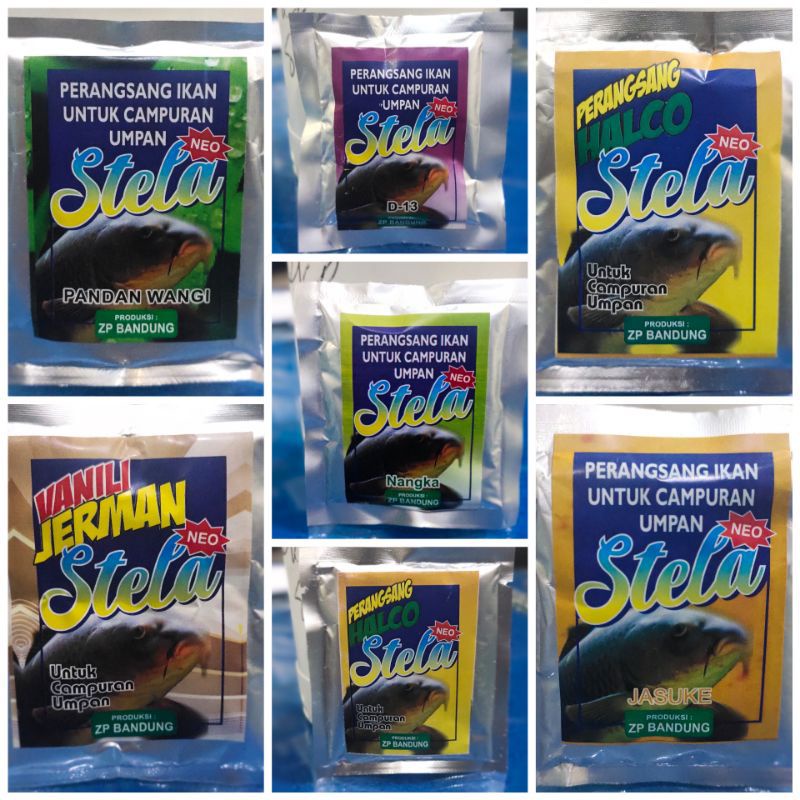 PERANGSANG IKAN
UNTUK CAMPURAN
UMPAN
NEO
Stela
PANDAN WANGI
PRODUKSI :
ZP BANDUNG
PERANGSANG IKAN
UNTUK CAMPURAN
UMPAN
NEO
Stela
D-13
ZP BANDUNG
PERANGSANG
HALCO
NEO
Stela
Untuk
Campuran
Umpan
PRODUKSI :
ZP BANDUNG
VANILI
JERMAN
NEO
Stela
Untuk
Campuran
Umpan
PRODUKSI :
ZP BANDUNG
PERANGSANG IKAN
UNTUK CAMPURAN
UMPAN
NEO
Stela
Nangka
PRODUKSI :
ZP BANDUNG
PERANGSANG
HALCO
NEO
Stela
Untuk
Campuran
Umpan
PRODUKSI :
ZP BANDUNG
PERANGSANG IKAN
UNTUK CAMPURAN
UMPAN
NEO
Stela
JASUKE
PRODUKSI :
ZP BANDUNG